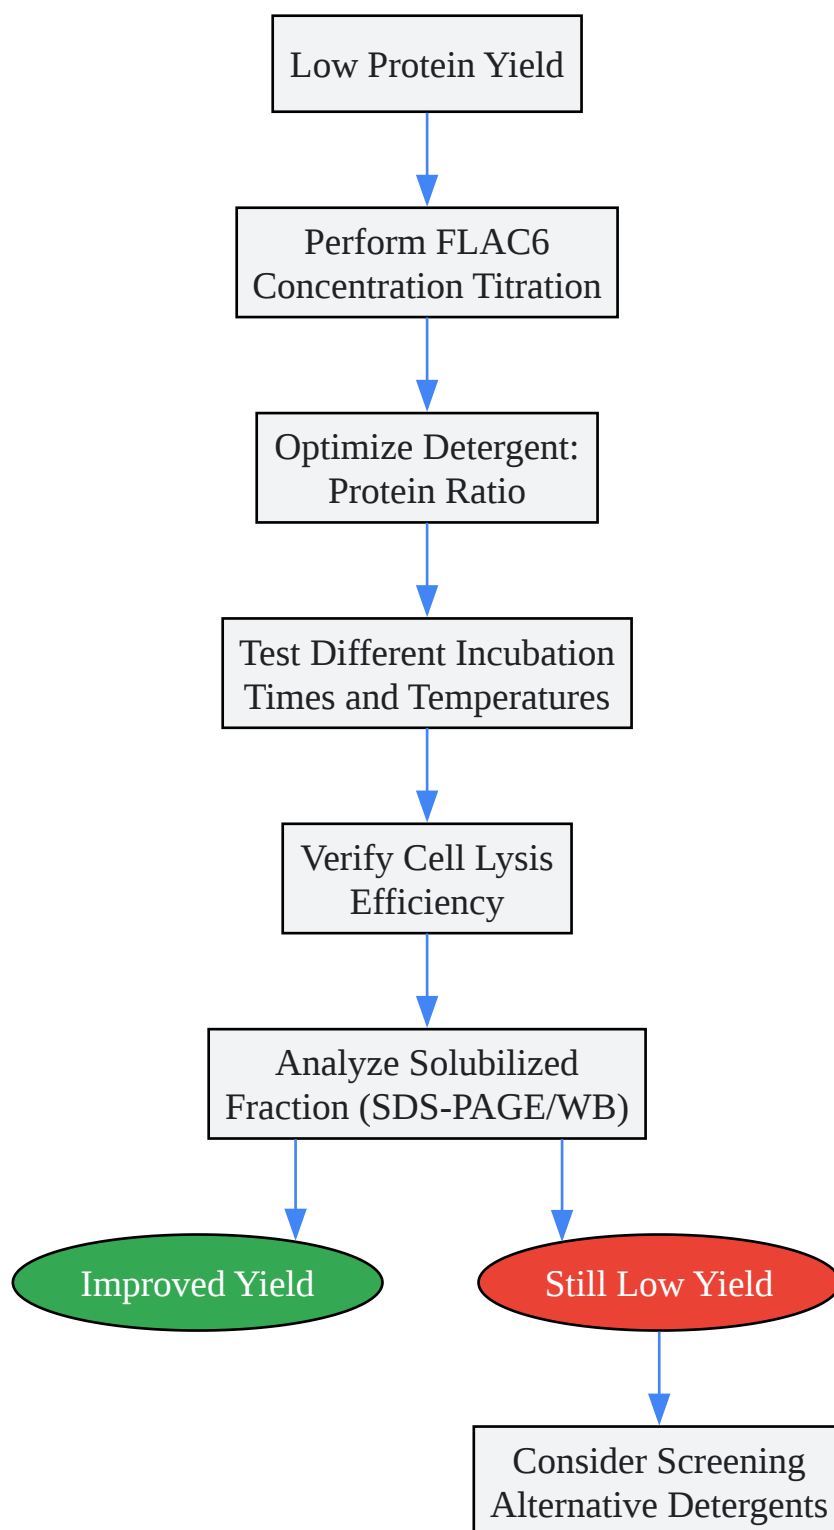 Low Protein Yield
Perform FLAC6
Concentration Titration
Optimize Detergent:
Protein Ratio
Test Different Incubation
Times and Temperatures
Verify Cell Lysis
Efficiency
Analyze Solubilized
Fraction (SDS-PAGE/WB)
Improved Yield
Still Low Yield
Consider Screening
Alternative Detergents